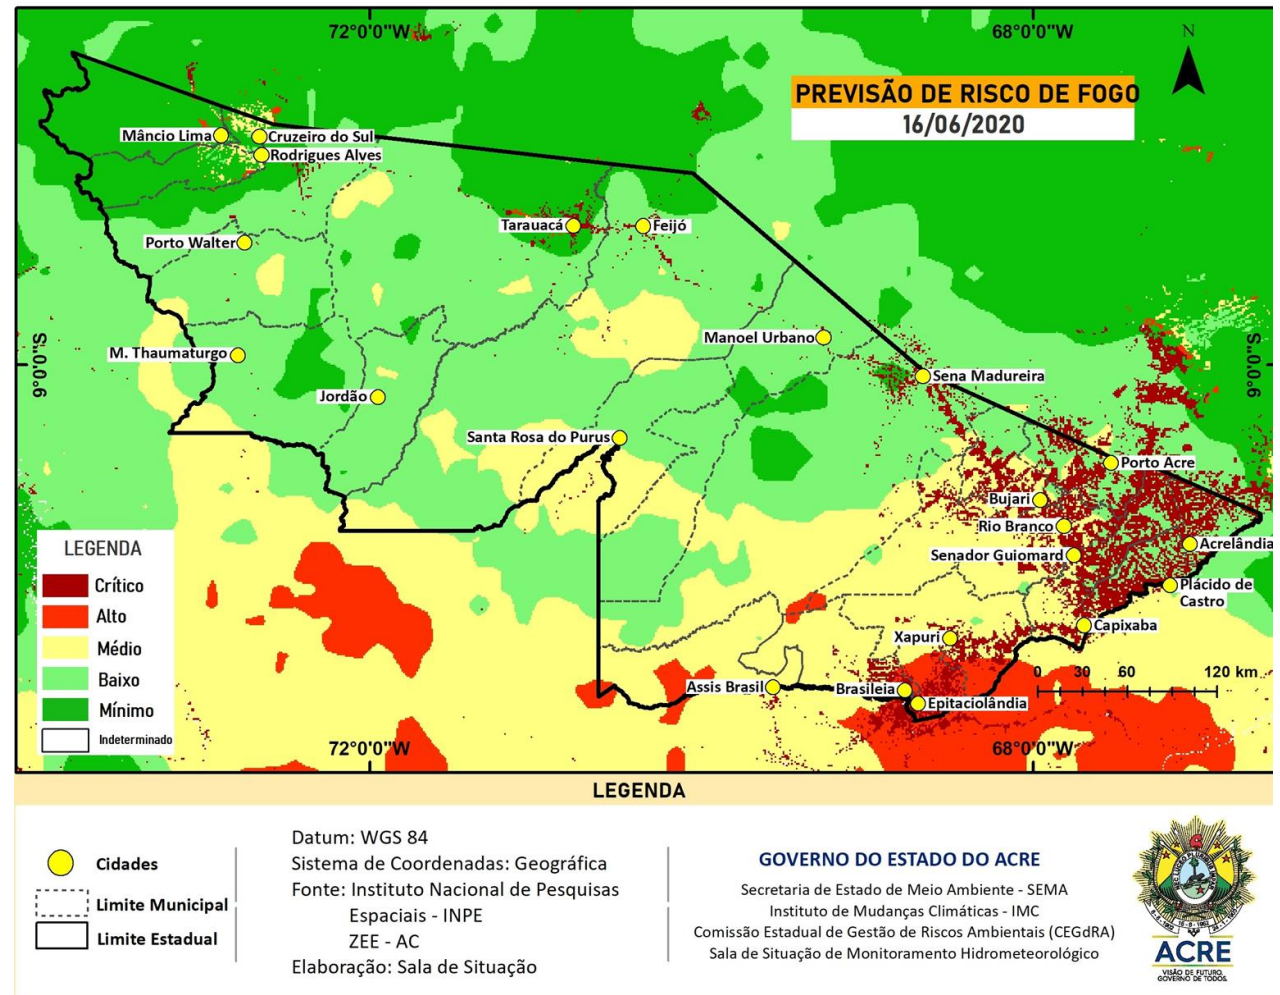 72°0'0"W
68°0'0"W
N
PREVISÃO DE RISCO DE FOGO
16/06/2020
Mâncio Lima
Cruzeiro do Sul
Rodrigues Alves
Tarauacá
Feijó
Porto Walter
9°0'0"S
M. Thaumaturgo
Manoel Urbano
9°0'0"S
Jordão
Sena Madureira
Santa Rosa do Purus
Porto Acre
Bujari
Rio Branco
Acrelândia
Senador Guiomard
Plácido de
Castro
Capixaba
Xapuri
Assis Brasil
Brasileia
Epitaciolândia
0 30 60 120 km
LEGENDA
Crítico
Alto
Médio
Baixo
Mínimo
Indeterminado
72°0'0"W
68°0'0"W
LEGENDA
Cidades
Limite Municipal
Limite Estadual
Datum: WGS 84
Sistema de Coordenadas: Geográfica
Fonte: Instituto Nacional de Pesquisas
Espaciais - INPE
ZEE - AC
Elaboração: Sala de Situação
GOVERNO DO ESTADO DO ACRE
Secretaria de Estado de Meio Ambiente - SEMA
Instituto de Mudanças Climáticas - IMC
Comissão Estadual de Gestão de Riscos Ambientais (CEGdRA)
Sala de Situação de Monitoramento Hidrometeorológico
ACRE
VISÃO DE FUTURO.
GOVERNO DE TODOS.